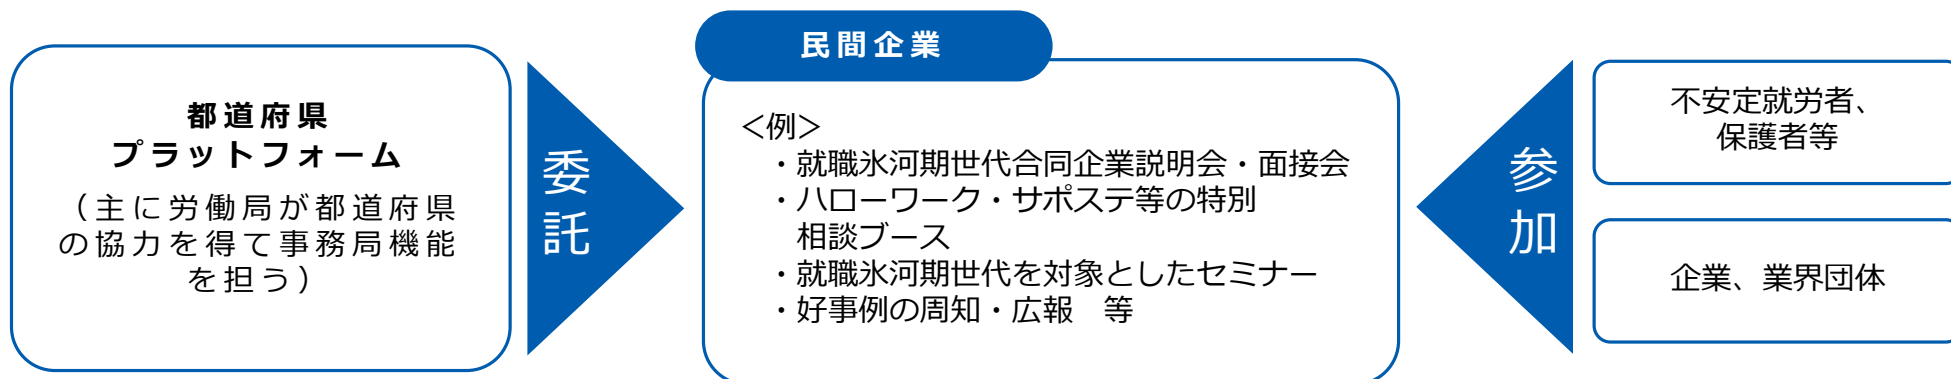 都道府県
プラットフォーム
（主に労働局が都道府県
の協力を得て事務局機能
を担う）
委
託
民間企業
＜例＞
・就職氷河期世代合同企業説明会・面接会
・ハローワーク・サポステ等の特別
相談ブース
・就職氷河期世代を対象としたセミナー
・好事例の周知・広報　等
参
加
不安定就労者、
保護者等
企業、業界団体